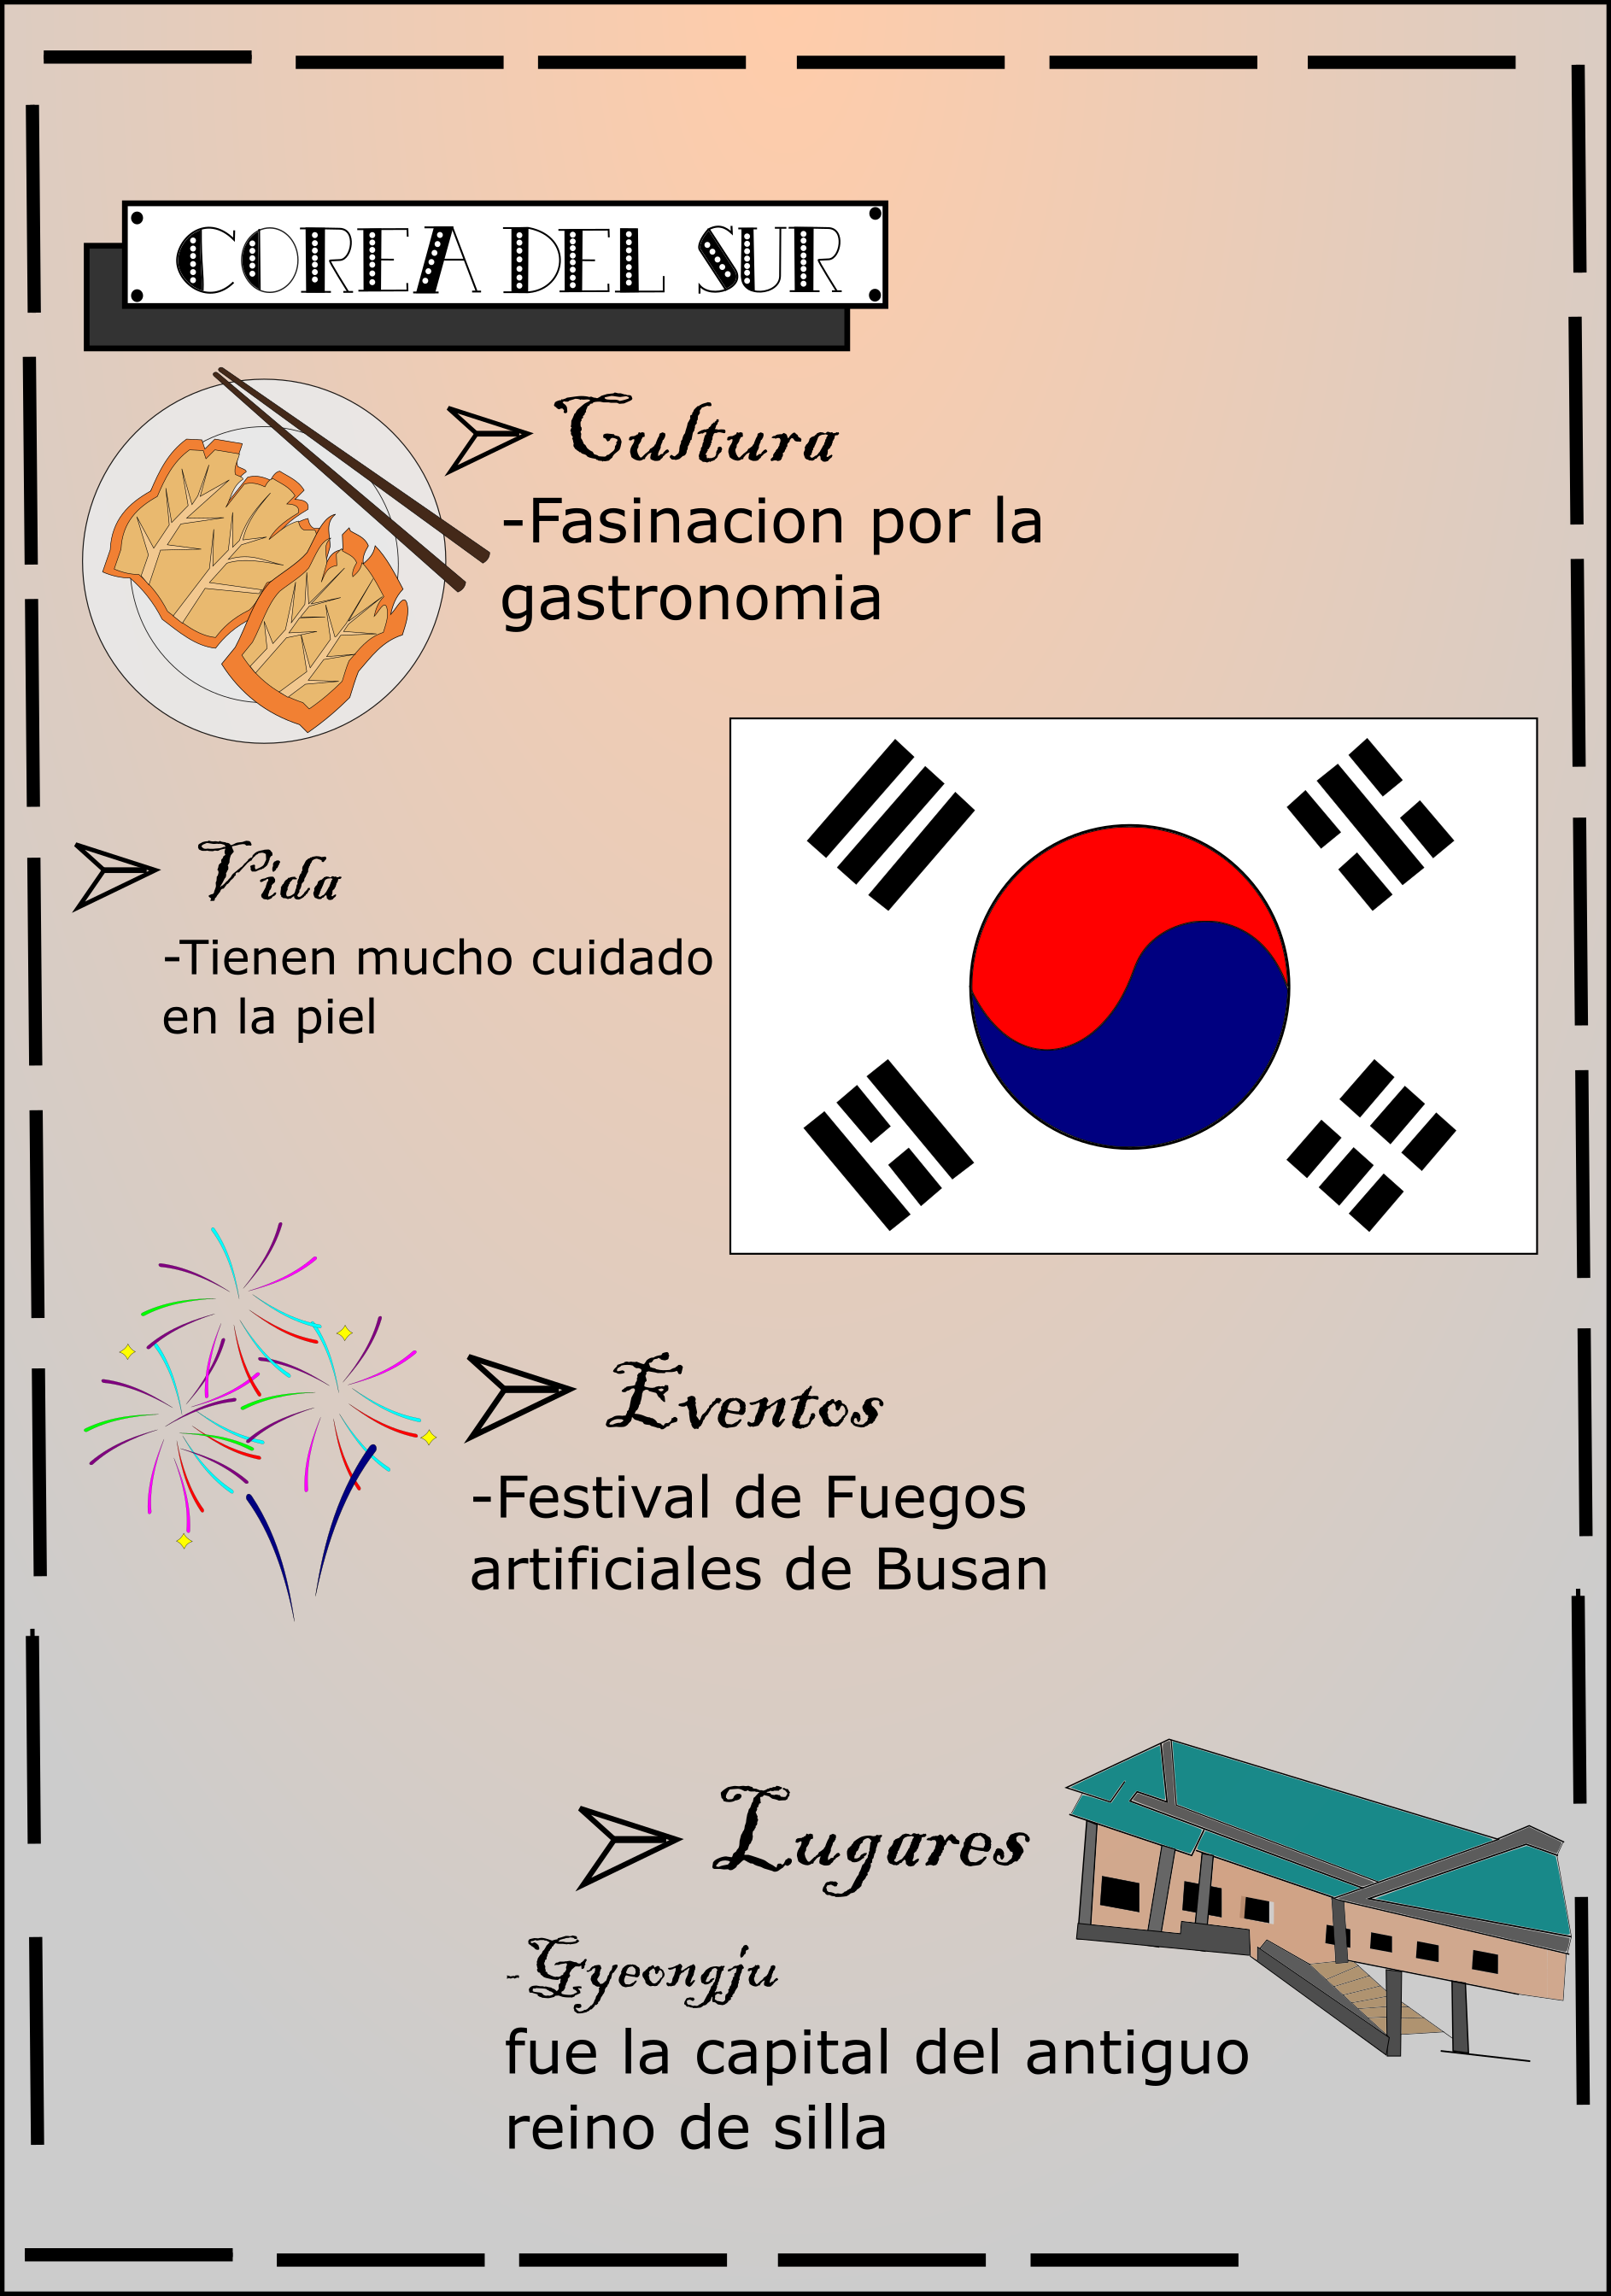 COREA DEL SUR
Cultura
-Fasinacion por la
gastronomia
Vida
-Tienen mucho cuidado
en la piel
Eventos
-Festival de Fuegos
artificiales de Busan
Lugares
-Gyeongju
fue la capital del antiguo
reino de silla